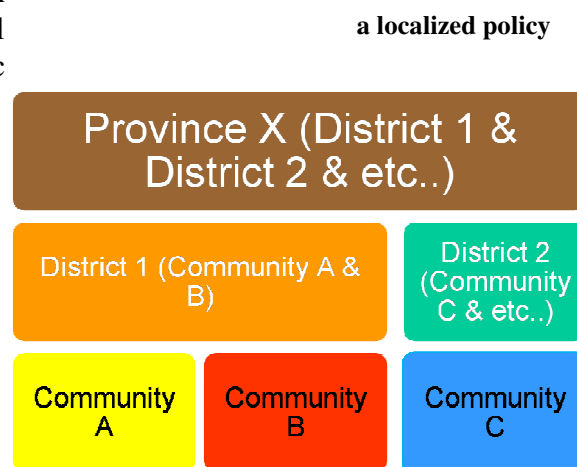 a localized policy
Province X (District 1 &
District 2 & etc..)
District 1 (Community A &
B)
District 2
(Community
C & etc..)
Community
A
Community
B
Community
C